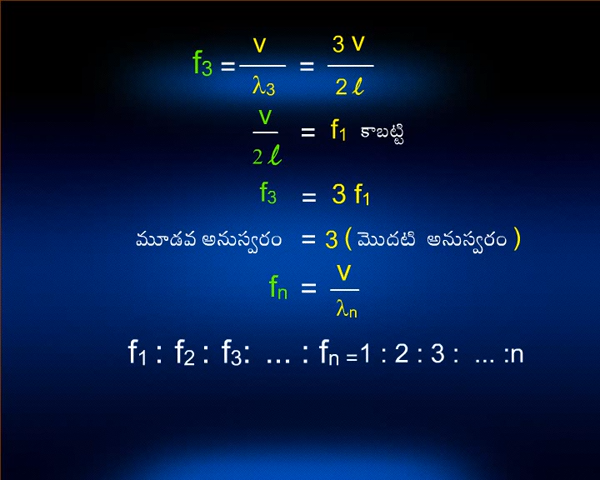 f₃ = v/λ₃ = 3 v/2 ℓ
v/2 ℓ = f₁ కాబట్టి
f₃ = 3 f₁
మూడవ అనుస్వరం = 3 ( మొదటి అనుస్వరం )
fₙ = v/λₙ
f₁ : f₂ : f₃: ... : fₙ =1 : 2 : 3 : ... :n